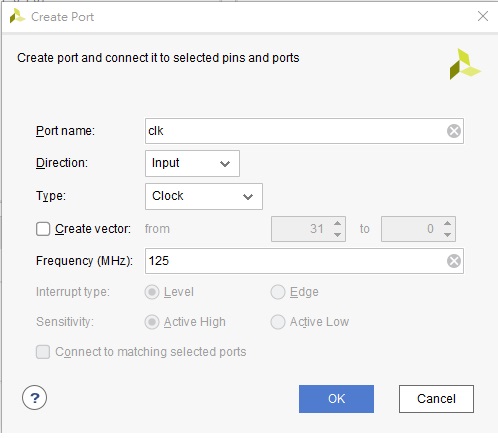 Create Port
Create port and connect it to selected pins and ports
Port name: clk
Direction: Input
Type: Clock
Create vector: from 31 to 0
Frequency (MHz): 125
Interrupt type: Level Edge
Sensitivity: Active High Active Low
Connect to matching selected ports
? OK Cancel